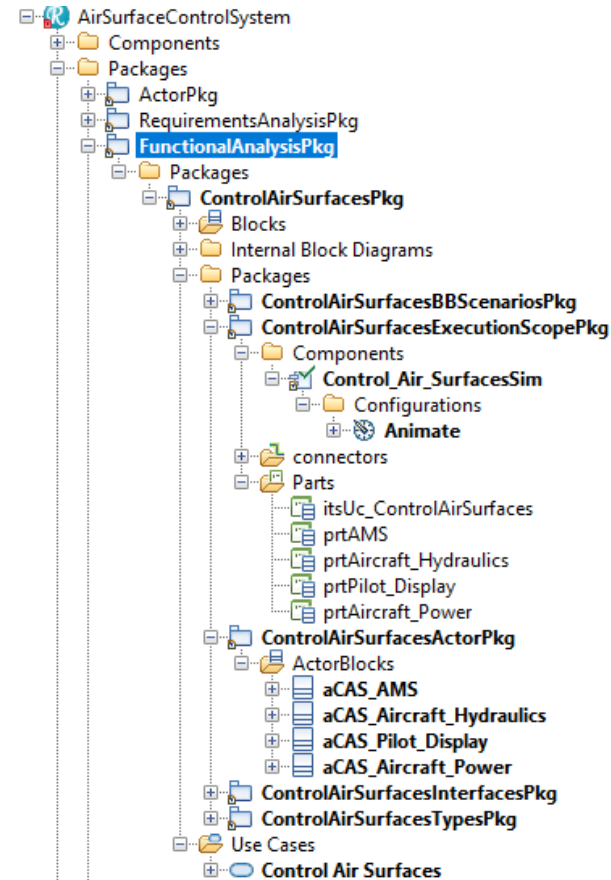 AirSurfaceControlSystem
Components
Packages
ActorPkg
RequirementsAnalysisPkg
FunctionalAnalysisPkg
Packages
ControlAirSurfacesPkg
Blocks
Internal Block Diagrams
Packages
ControlAirSurfacesBBScenariosPkg
ControlAirSurfacesExecutionScopePkg
Components
Control_Air_SurfacesSim
Configurations
Animate
connectors
Parts
itsUc_ControlAirSurfaces
prtAMS
prtAircraft_Hydraulics
prtPilot_Display
prtAircraft_Power
ControlAirSurfacesActorPkg
ActorBlocks
aCAS_AMS
aCAS_Aircraft_Hydraulics
aCAS_Pilot_Display
aCAS_Aircraft_Power
ControlAirSurfacesInterfacesPkg
ControlAirSurfacesTypesPkg
Use Cases
Control Air Surfaces